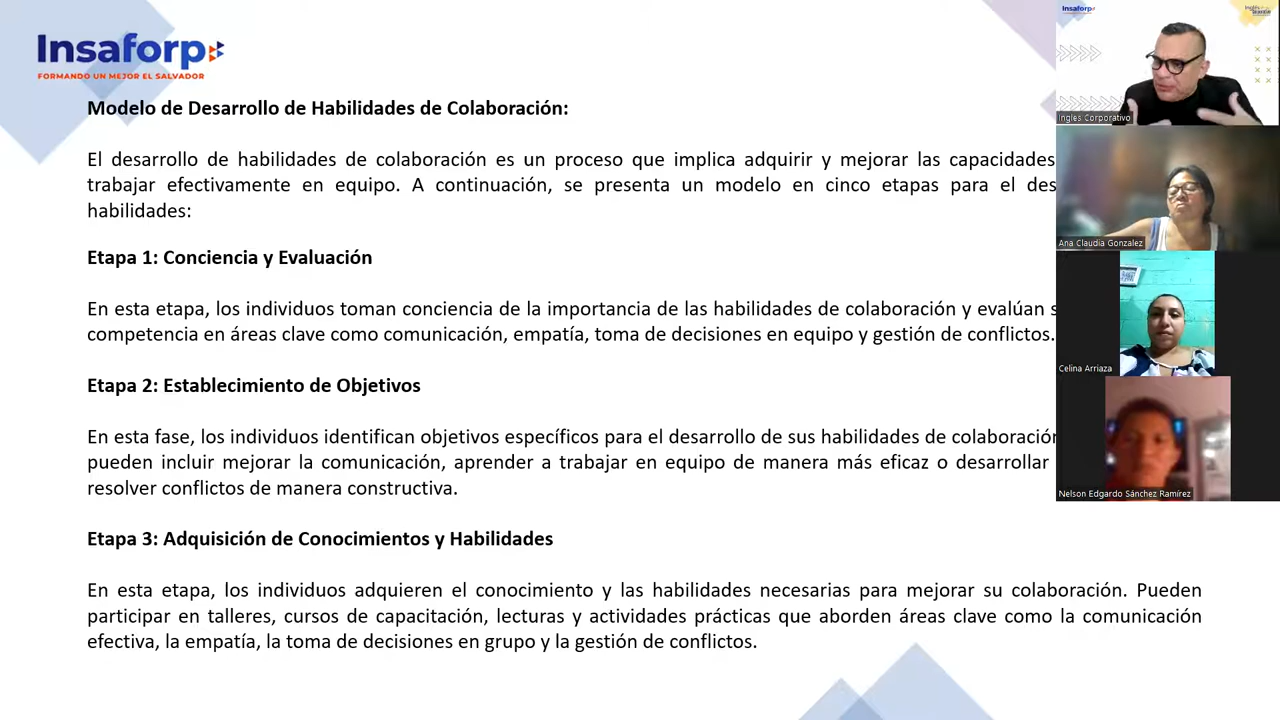 Insaforp
FORMANDO UN MEJOR EL SALVADOR
Modelo de Desarrollo de Habilidades de Colaboración:
El desarrollo de habilidades de colaboración es un proceso que implica adquirir y mejorar las capacidades
trabajar efectivamente en equipo. A continuación, se presenta un modelo en cinco etapas para el des
habilidades:
Etapa 1: Conciencia y Evaluación
En esta etapa, los individuos toman conciencia de la importancia de las habilidades de colaboración y evalúan s
competencia en áreas clave como comunicación, empatía, toma de decisiones en equipo y gestión de conflictos.
Etapa 2: Establecimiento de Objetivos
En esta fase, los individuos identifican objetivos específicos para el desarrollo de sus habilidades de colaboración
pueden incluir mejorar la comunicación, aprender a trabajar en equipo de manera más eficaz o desarrollar
resolver conflictos de manera constructiva.
Etapa 3: Adquisición de Conocimientos y Habilidades
En esta etapa, los individuos adquieren el conocimiento y las habilidades necesarias para mejorar su colaboración. Pueden
participar en talleres, cursos de capacitación, lecturas y actividades prácticas que aborden áreas clave como la comunicación
efectiva, la empatía, la toma de decisiones en grupo y la gestión de conflictos.
Insaforp
Ingles Corporativo
Ana Claudia Gonzalez
Celina Arriaza
Nelson Edgardo Sánchez Ramírez